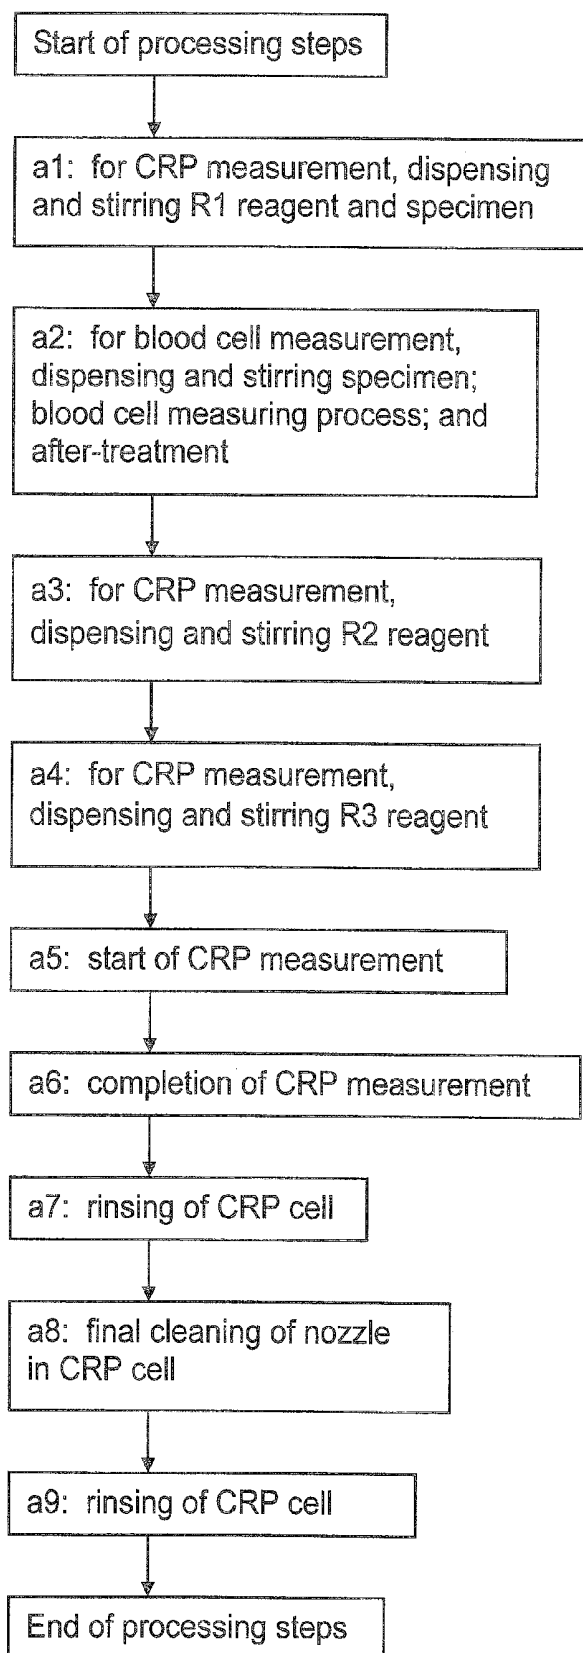 Start of processing steps
a1: for CRP measurement, dispensing
and stirring R1 reagent and specimen
a2: for blood cell measurement,
dispensing and stirring specimen;
blood cell measuring process; and
after-treatment
a3: for CRP measurement,
dispensing and stirring R2 reagent
a4: for CRP measurement,
dispensing and stirring R3 reagent
a5: start of CRP measurement
a6: completion of CRP measurement
a7: rinsing of CRP cell
a8: final cleaning of nozzle
in CRP cell
a9: rinsing of CRP cell
End of processing steps